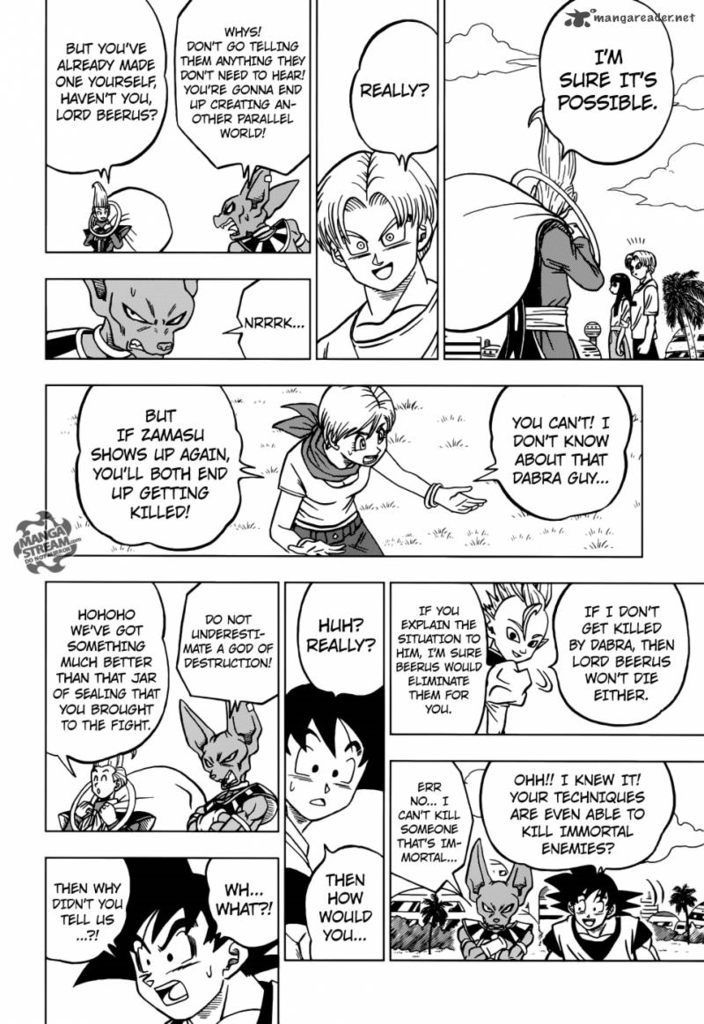 mangareader.net
I'M
SURE IT'S
POSSIBLE.
REALLY?
WHYS!
DON'T GO TELLING
THEM ANYTHING THEY
DON'T NEED TO HEAR!
YOU'RE GONNA END
UP CREATING AN-
OTHER PARALLEL
WORLD!
BUT YOU'VE
ALREADY MADE
ONE YOURSELF,
HAVEN'T YOU,
LORD BEERUS?
NRRRK...
YOU CAN'T! I
DON'T KNOW
ABOUT THAT
DABRA GUY...
BUT
IF ZAMASU
SHOWS UP AGAIN,
YOU'LL BOTH END
UP GETTING
KILLED!
MANGA
STREAM.COM
DO NOT MIRROR
IF I DON'T
GET KILLED
BY DABRA, THEN
LORD BEERUS
WON'T DIE
EITHER.
IF YOU
EXPLAIN THE
SITUATION TO
HIM, I'M SURE
BEERUS WOULD
ELIMINATE
THEM FOR
YOU.
OHH!! I KNEW IT!
YOUR TECHNIQUES
ARE EVEN ABLE TO
KILL IMMORTAL
ENEMIES?
ERR
NO... I
CAN'T KILL
SOMEONE
THAT'S IM-
MORTAL...
HUH?
REALLY?
THEN
HOW
WOULD
YOU...
DO NOT
UNDERESTI-
MATE A GOD OF
DESTRUCTION!
HOHOHO
WE'VE GOT
SOMETHING
MUCH BETTER
THAN THAT JAR
OF SEALING THAT
YOU BROUGHT
TO THE FIGHT.
WH...
WHAT?!
THEN WHY
DIDN'T YOU
TELL US
...?!